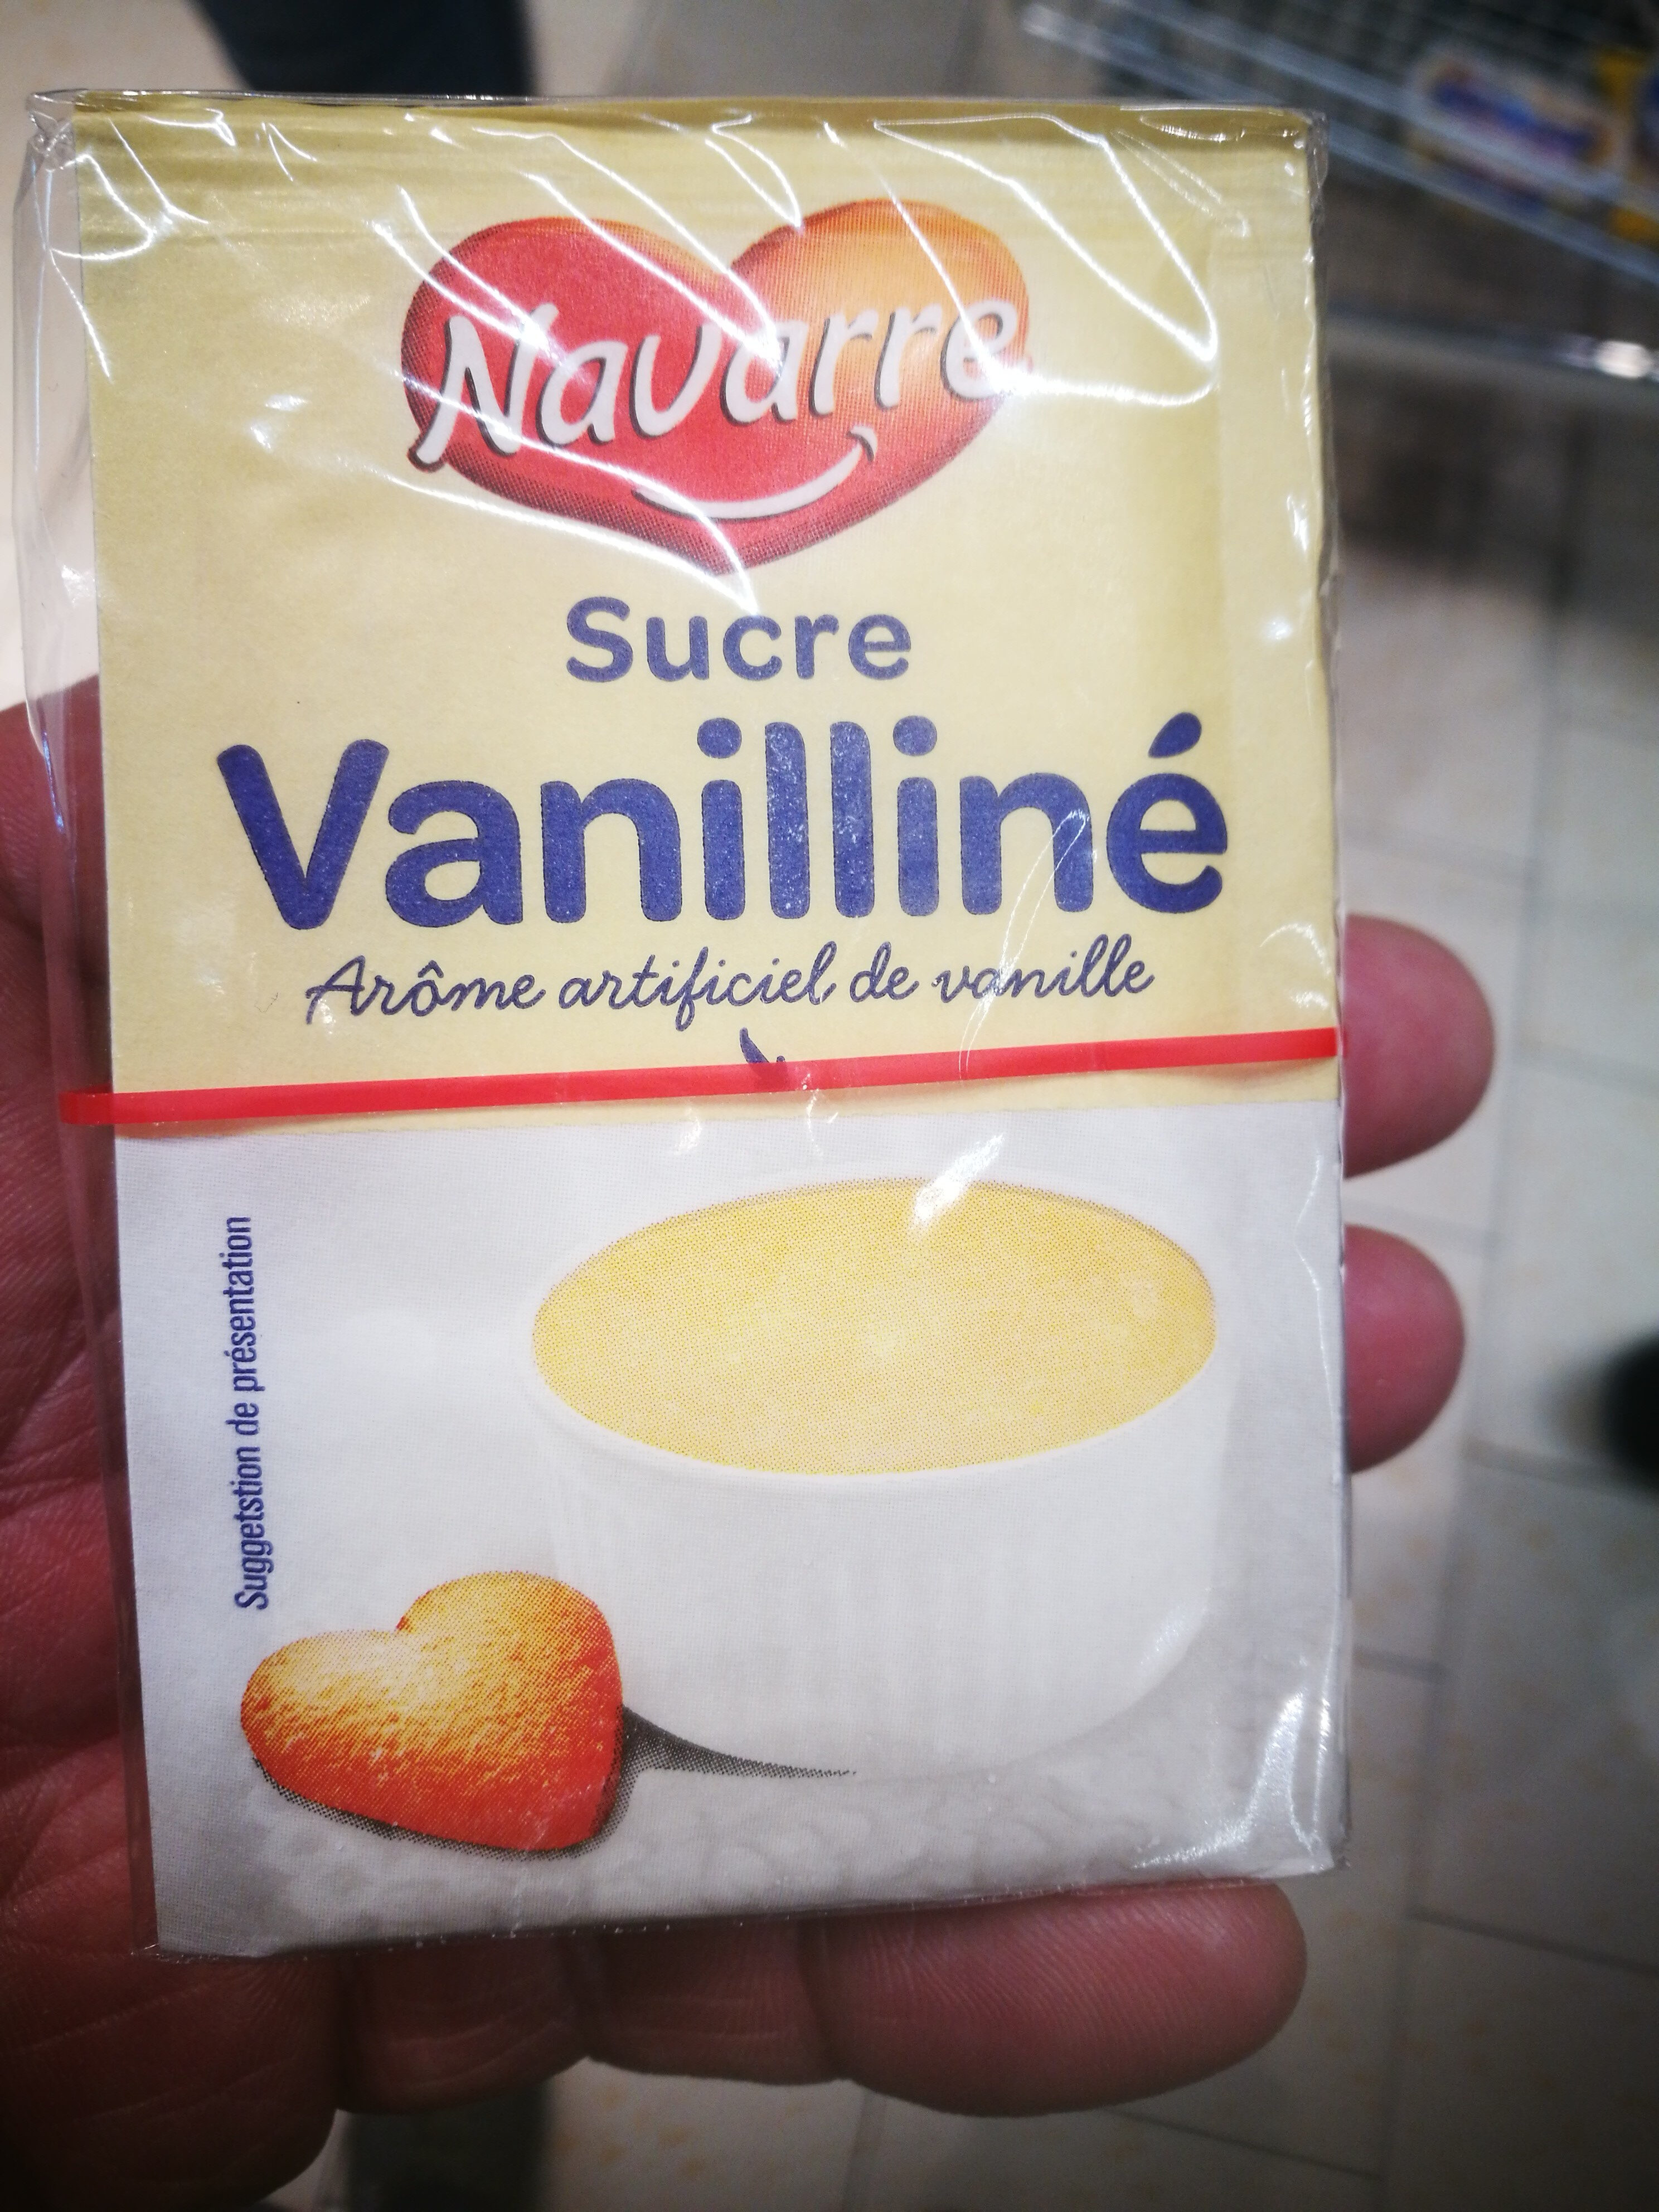 Navarre
Sucre
Vanilliné
Arôme artificiel de vanille
Suggetstion de présentation